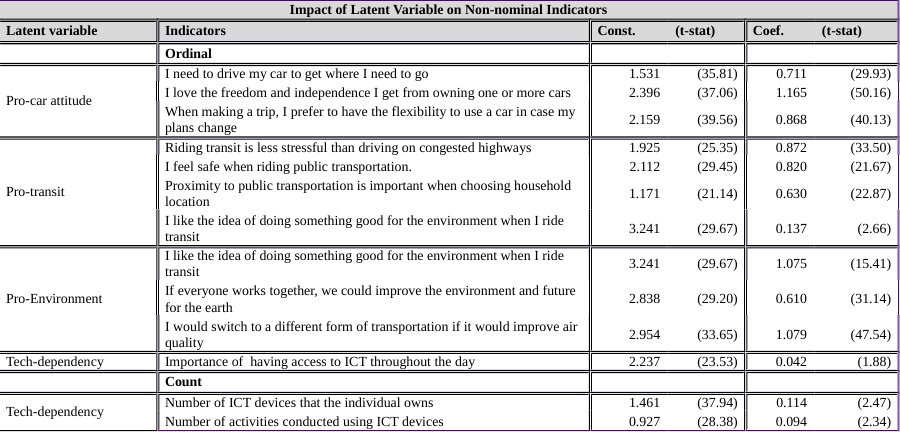 Impact of Latent Variable on Non-nominal Indicators
Latent variable Indicators Const. (t-stat) Coef. (t-stat)
Ordinal
Pro-car attitude
I need to drive my car to get where I need to go 1.531 (35.81) 0.711 (29.93)
I love the freedom and independence I get from owning one or more cars 2.396 (37.06) 1.165 (50.16)
When making a trip, I prefer to have the flexibility to use a car in case my
plans change 2.159 (39.56) 0.868 (40.13)
Pro-transit
Riding transit is less stressful than driving on congested highways 1.925 (25.35) 0.872 (33.50)
I feel safe when riding public transportation. 2.112 (29.45) 0.820 (21.67)
Proximity to public transportation is important when choosing household
location 1.171 (21.14) 0.630 (22.87)
I like the idea of doing something good for the environment when I ride
transit 3.241 (29.67) 0.137 (2.66)
Pro-Environment
I like the idea of doing something good for the environment when I ride
transit 3.241 (29.67) 1.075 (15.41)
If everyone works together, we could improve the environment and future
for the earth 2.838 (29.20) 0.610 (31.14)
I would switch to a different form of transportation if it would improve air
quality 2.954 (33.65) 1.079 (47.54)
Tech-dependency Importance of having access to ICT throughout the day 2.237 (23.53) 0.042 (1.88)
Count
Tech-dependency
Number of ICT devices that the individual owns 1.461 (37.94) 0.114 (2.47)
Number of activities conducted using ICT devices 0.927 (28.38) 0.094 (2.34)